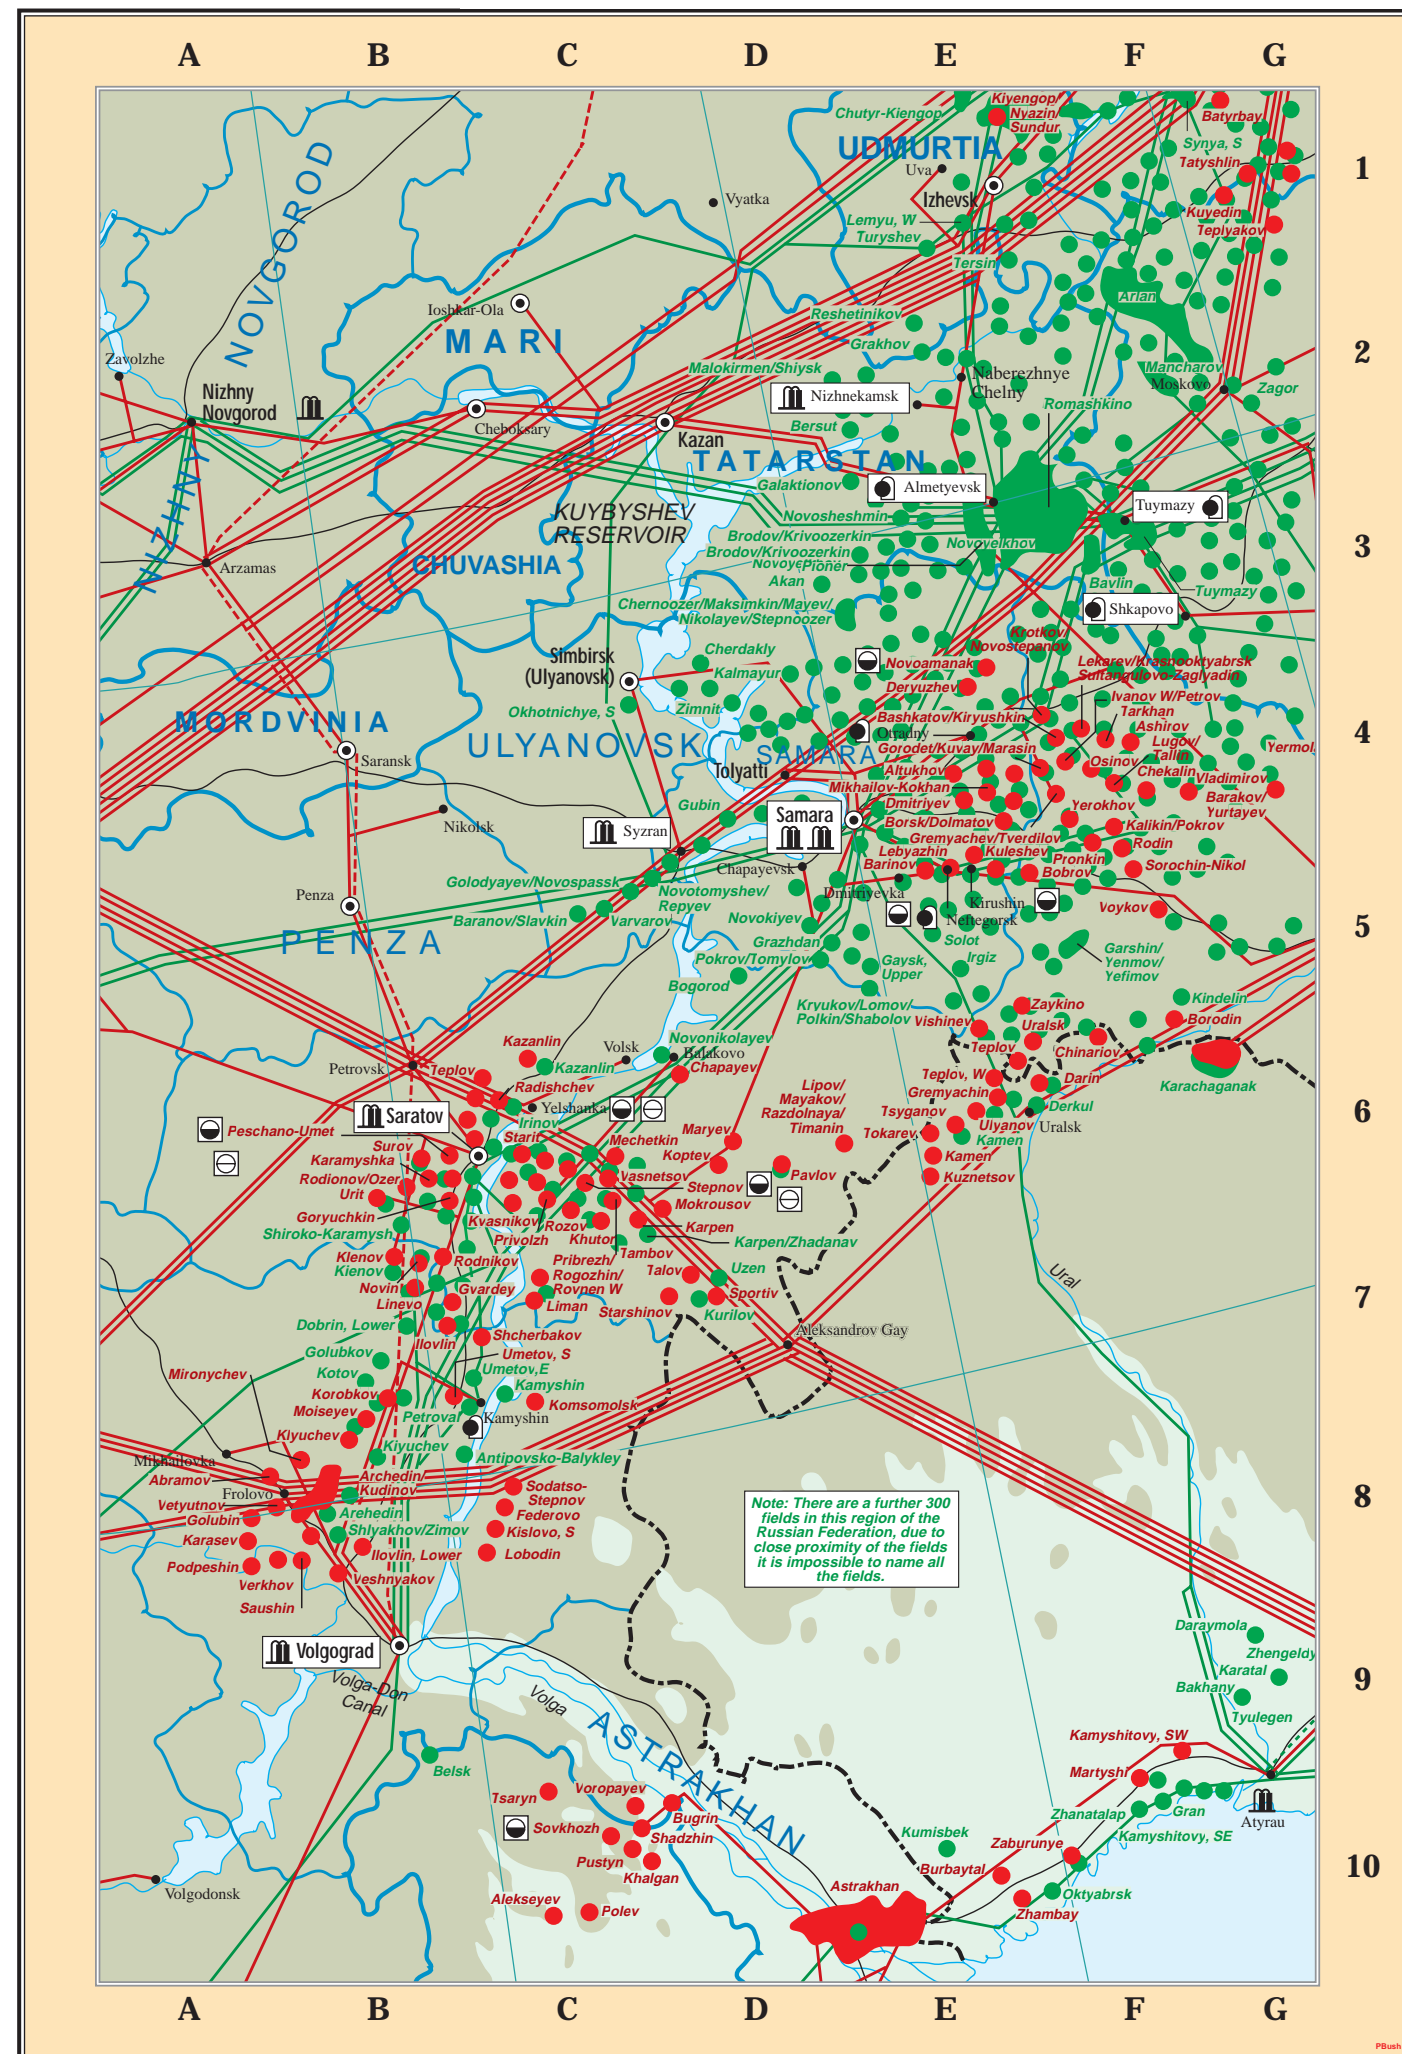 A B C D E F G
1
2
3
4
5
6
7
8
9
10
Chutyr-Kiengop
Kiyengop/
Nyazin/
Sundur
Batyrbay
Synya, S
Tatyshlin
UDMURTIA
Uva
Izhevsk
Vyatka
Kuyedin
Teplyakov
Lemyu, W
Turyshev
Tersin
NIZHNY NOVGOROD
Ioshkar-Ola
MARI
Arlan
Reshetinikov
Grakhov
Zavolzhe
Nizhny
Novgorod
Malokirmen/Shiysk
Naberezhnye
Chelny
Mancharov
Moskovo
Zagor
Nizhnekamsk
Romashkino
Cheboksary
Kazan
Bersut
TATARSTAN
Galaktionov
Almetyevsk
Tuymazy
KUYBYSHEV
RESERVOIR
Novosheshmin
Brodov/Krivoozerkin
Brodov/Krivoozerkin
Novoyelkhov
Pioner
Akan
CHUVASHIA
Arzamas
Bavlin
Tuymazy
Shkapovo
Chernoozer/Maksimkin/Mayev/
Nikolayev/Stepnoozer
Krotkov/
Novostepanov
Simbirsk
(Ulyanovsk)
Cherdakly
Kalmayur
Novoamanak
Lekarev/Krasnooktyabrsk
Sultangulovo-Zaglyadin
Deryuzhev
Ivanov W/Petrov
Tarkhan
Okhotnichye, S
Zimnit
Bashkatov/Kiryushkin
Ashirov
MORDVINIA
ULYANOVSK
SAMARA
Otradny
Lugov/
Tallin
Gorodet/Kuvay/Marasin
Osinov
Saransk
Tolyatti
Altukhov
Chekalin
Vladimirov
Mikhailov-Kokhan
Barakov/
Yurtayev
Dmitriyev
Yerokhov
Nikolsk
Gubin
Syzran
Samara
Borsk/Dolmatov
Kalikin/Pokrov
Gremyachev/Tverdilov
Rodin
Lebyazhin
Kuleshev
Barinov
Pronkin
Bobrov
Sorochin-Nikol
Chapayevsk
Dmitriyevka
Penza
Golodyayev/Novospassk
Novotomyshev/
Repyev
Kirushin
Voykov
Baranov/Slavkin
Varvarov
Novokiyev
Neftegorsk
PENZA
Grazhdan
Solot
Garshin/
Yenmov/
Yefimov
Pokrov/Tomylov
Irgiz
Gaysk,
Upper
Bogorod
Kryukov/Lomov/
Polkin/Shabolov
Zaykino
Kindelin
Vishinev
Uralsk
Borodin
Kazanlin
Volsk
Novonikolayev
Balakovo
Teplov
Chinariov
Petrovsk
Teplov
Kazanlin
Chapayev
Karachaganak
Radishchev
Lipov/
Mayakov/
Razdolnaya/
Timanin
Teplov, W
Darin
Gremyachin
Derkul
Yelshanka
Saratov
Irinov
Tsyganov
Ulyanov
Uralsk
Peschano-Umet
Starit
Mechetkin
Maryev
Tokarev
Kamen
Surov
Karamyshka
Koptev
Kamen
Rodionov/Ozer
Vasnetsov
Pavlov
Kuznetsov
Urit
Stepnov
Goryuchkin
Mokrousov
Kvasnikov
Rozov
Karpen
Shiroko-Karamysh
Privolzh
Khutor
Karpen/Zhadanav
Klenov
Rodnikov
Pribrezh/
Rogozhin/
Rovnen W
Tambov
Kienov
Talov
Uzen
Novin
Gvardey
Sportiv
Linevo
Liman
Starshinov
Kurilov
Ural
Dobrin, Lower
Ilovlin
Shcherbakov
Aleksandrov Gay
Golubkov
Umetov, S
Mironychev
Kotov
Umetov,E
Korobkov
Kamyshin
Moiseyev
Komsomolsk
Petroval
Kamyshin
Klyuchev
Kiyuchev
Antipovsko-Balykley
Mikhailovka
Abramov
Archedin/
Kudinov
Frolovo
Sodatso-
Stepnov
Vetyutnov
Arehedin
Federovo
Golubin
Shlyakhov/Zimov
Kislovo, S
Karasev
Ilovlin, Lower
Lobodin
Podpeshin
Verkhov
Veshnyakov
Saushin
Note: There are a further 300
fields in this region of the
Russian Federation, due to
close proximity of the fields
it is impossible to name all
the fields.
Daraymola
Zhengeldy
Volgograd
Karatal
Volga-Don
Canal
Bakhany
Volga
Tyulegen
ASTRAKHAN
Kamyshitovy, SW
Belsk
Martyshi
Tsaryn
Voropayev
Zhanatalap
Gran
Bugrin
Atyrau
Sovkhozh
Shadzhin
Kumisbek
Kamyshitovy, SE
Pustyn
Zaburunye
Khalgan
Burbaytal
Volgodonsk
Astrakhan
Oktyabrsk
Alekseyev
Polev
Zhambay
A B C D E F G
PBush